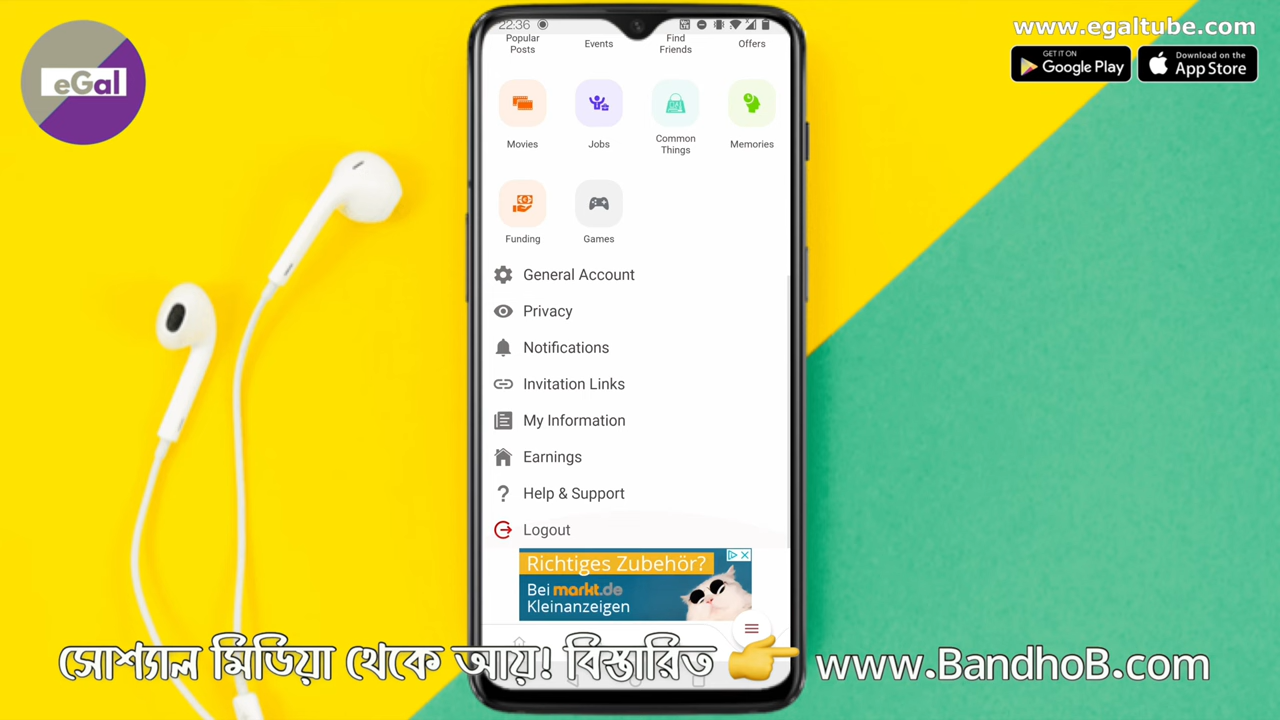 eGal
www.egaltube.com
GET IT ON
Google Play
Download on the
App Store
22:36
Popular Posts
Events
Find Friends
Offers
Movies
Jobs
Common Things
Memories
Funding
Games
General Account
Privacy
Notifications
Invitation Links
My Information
Earnings
Help & Support
Logout
Richtiges Zubehör?
Bei markt.de
Kleinanzeigen
সোশ্যাল মিডিয়া থেকে আয়! বিস্তারিত 👉 www.BandhoB.com